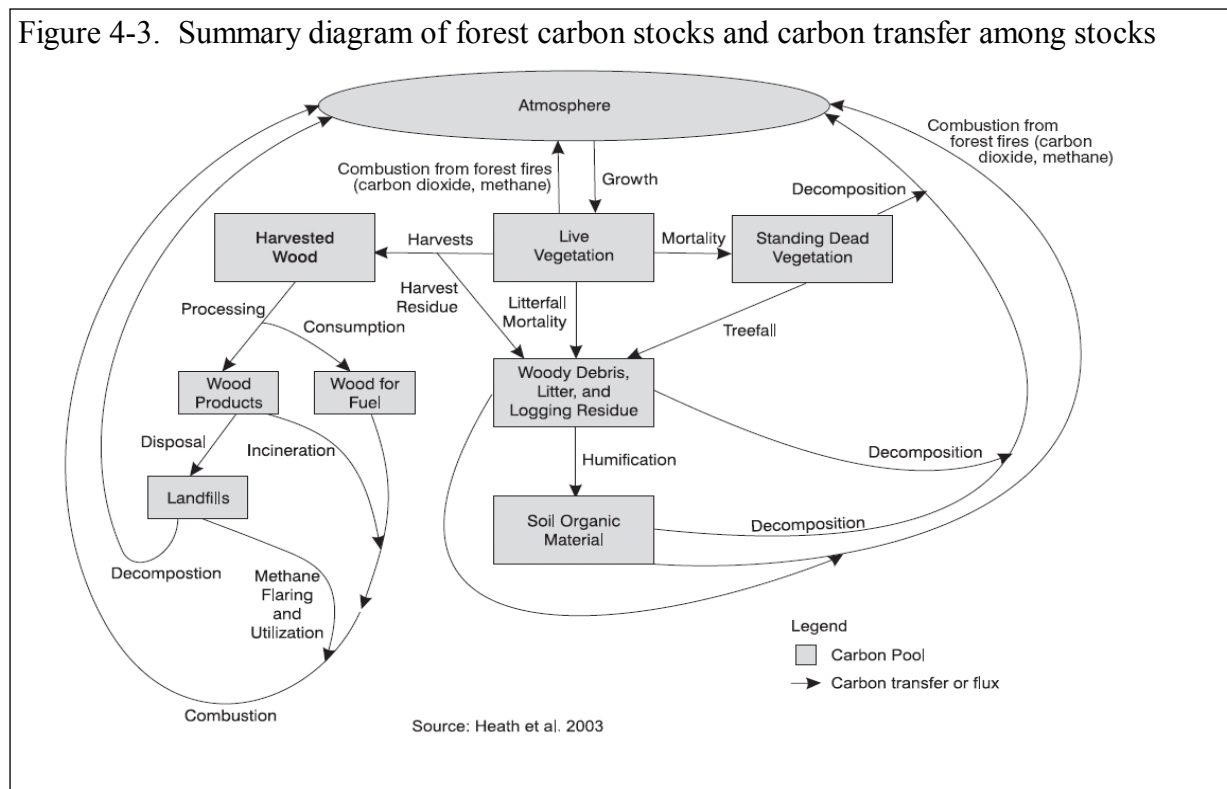 Figure 4-3.  Summary diagram of forest carbon stocks and carbon transfer among stocks
Atmosphere
Combustion from forest fires
(carbon dioxide, methane)
Growth
Combustion from
forest fires (carbon
dioxide, methane)
Decomposition
Harvested
Wood
Harvests
Live
Vegetation
Mortality
Standing Dead
Vegetation
Harvest
Residue
Litterfall
Mortality
Treefall
Processing
Consumption
Wood
Products
Wood for
Fuel
Woody Debris,
Litter, and
Logging Residue
Disposal
Incineration
Humification
Decomposition
Landfills
Soil Organic
Material
Decomposition
Decompostion
Methane
Flaring
and
Utilization
Combustion
Legend
Carbon Pool
Carbon transfer or flux
Source: Heath et al. 2003